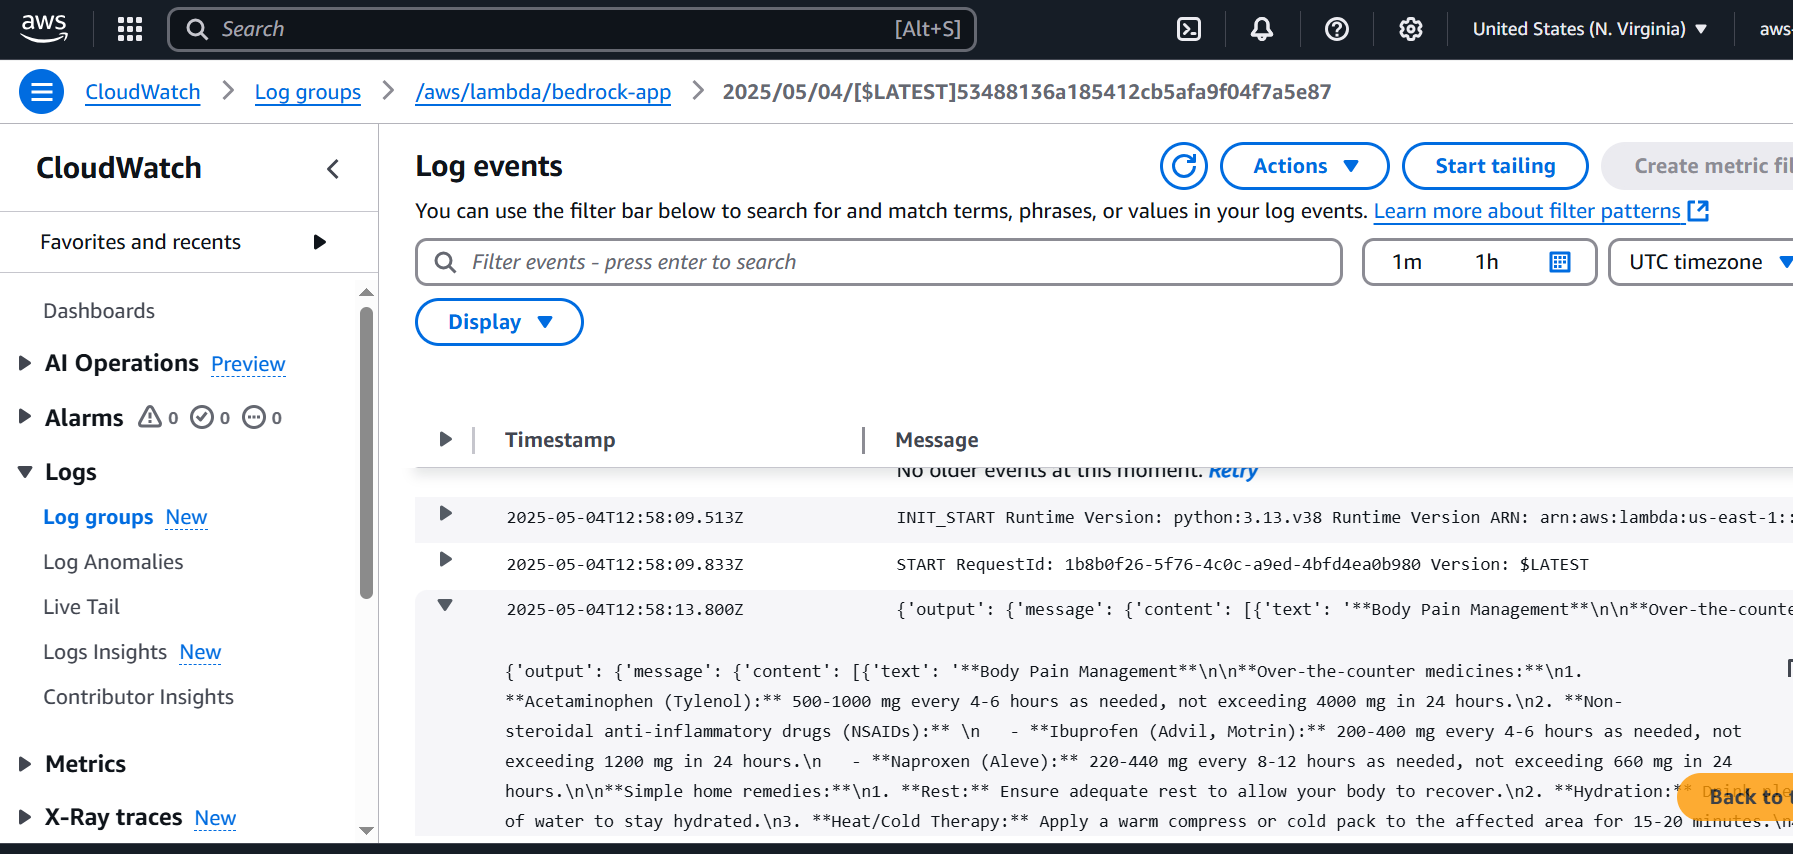 aws
Search [Alt+S]
United States (N. Virginia)
aws-
CloudWatch
Log groups
/aws/lambda/bedrock-app
2025/05/04/[$LATEST]53488136a185412cb5afa9f04f7a5e87
CloudWatch
Favorites and recents
Dashboards
AI Operations Preview
Alarms 0 0 0
Logs
Log groups New
Log Anomalies
Live Tail
Logs Insights New
Contributor Insights
Metrics
X-Ray traces New
Log events
Actions
Start tailing
Create metric fil
You can use the filter bar below to search for and match terms, phrases, or values in your log events. Learn more about filter patterns
Filter events - press enter to search
1m 1h
UTC timezone
Display
Timestamp Message
No older events at this moment. Retry
2025-05-04T12:58:09.513Z INIT_START Runtime Version: python:3.13.v38 Runtime Version ARN: arn:aws:lambda:us-east-1::
2025-05-04T12:58:09.833Z START RequestId: 1b8b0f26-5f76-4c0c-a9ed-4bfd4ea0b980 Version: $LATEST
2025-05-04T12:58:13.800Z {'output': {'message': {'content': [{'text': '**Body Pain Management**\n\n**Over-the-counte
{'output': {'message': {'content': [{'text': '**Body Pain Management**\n\n**Over-the-counter medicines:**\n1.
**Acetaminophen (Tylenol):** 500-1000 mg every 4-6 hours as needed, not exceeding 4000 mg in 24 hours.\n2. **Non-
steroidal anti-inflammatory drugs (NSAIDs):** \n   - **Ibuprofen (Advil, Motrin):** 200-400 mg every 4-6 hours as needed, not
exceeding 1200 mg in 24 hours.\n   - **Naproxen (Aleve):** 220-440 mg every 8-12 hours as needed, not exceeding 660 mg in 24
hours.\n\n**Simple home remedies:**\n1. **Rest:** Ensure adequate rest to allow your body to recover.\n2. **Hydration:**
of water to stay hydrated.\n3. **Heat/Cold Therapy:** Apply a warm compress or cold pack to the affected area for 15-20 minutes.\n
Back to t